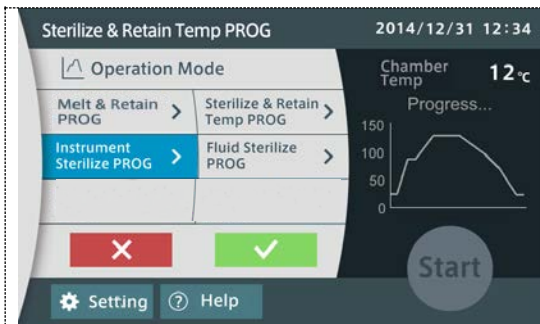 Sterilize & Retain Temp PROG
2014/12/31 12:34
Operation Mode
Melt & Retain
PROG
Sterilize & Retain
Temp PROG
Instrument
Sterilize PROG
Fluid Sterilize
PROG
Chamber
Temp
12℃
Progress...
150
100
50
0
Start
Setting
? Help